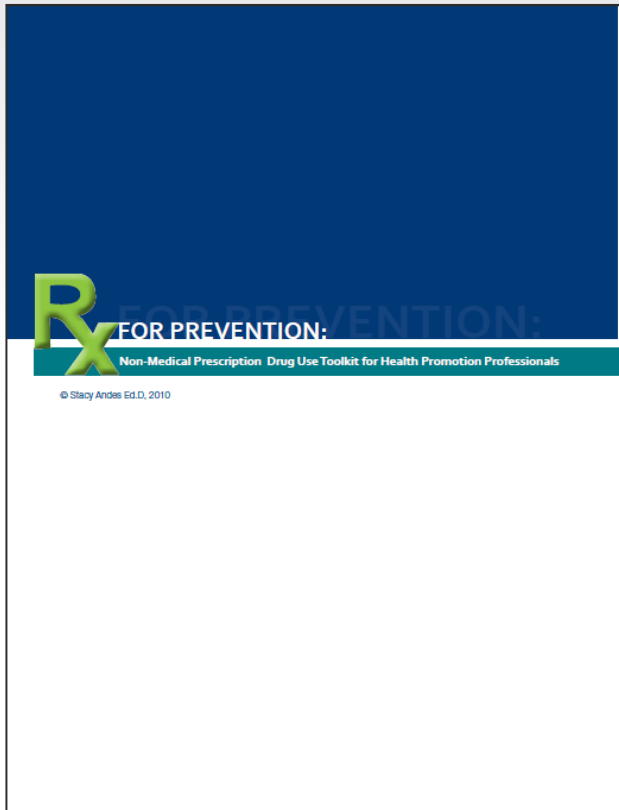 Rx
FOR PREVENTION:
FOR PREVENTION:
Non-Medical Prescription Drug Use Toolkit for Health Promotion Professionals
© Stacy Andes Ed.D, 2010